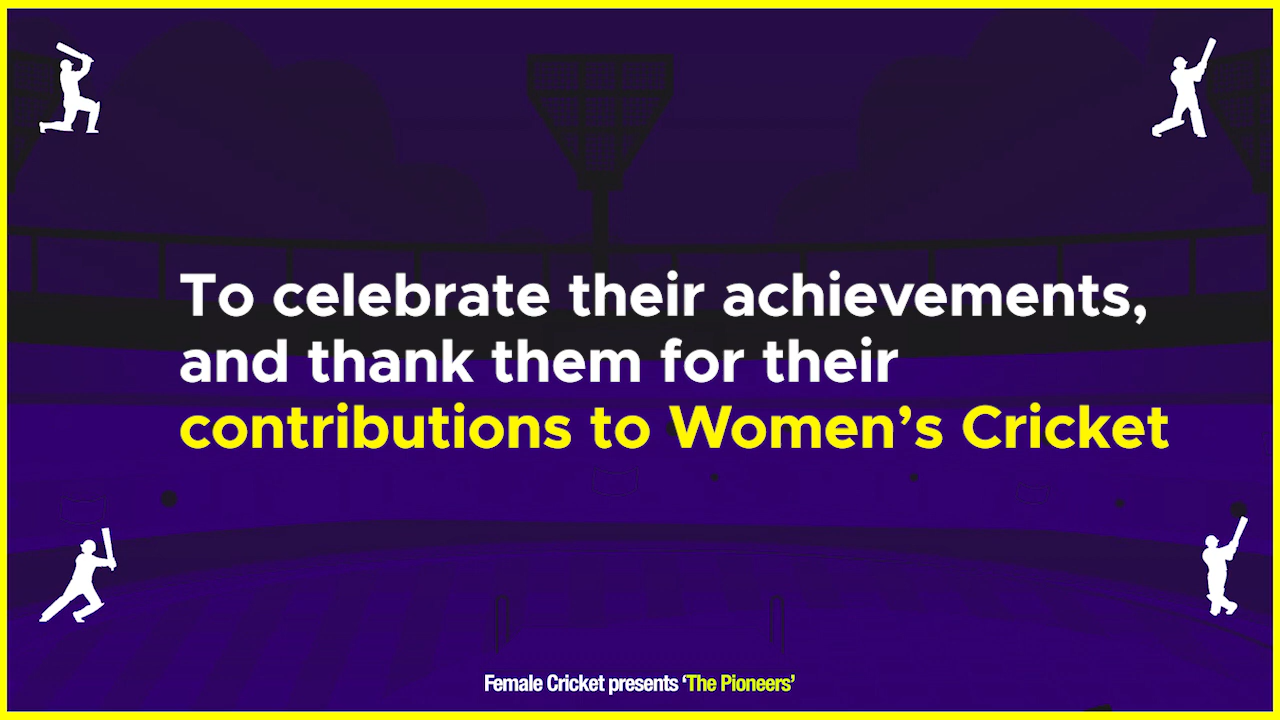 To celebrate their achievements,
and thank them for their
contributions to Women’s Cricket
Female Cricket presents ‘The Pioneers’